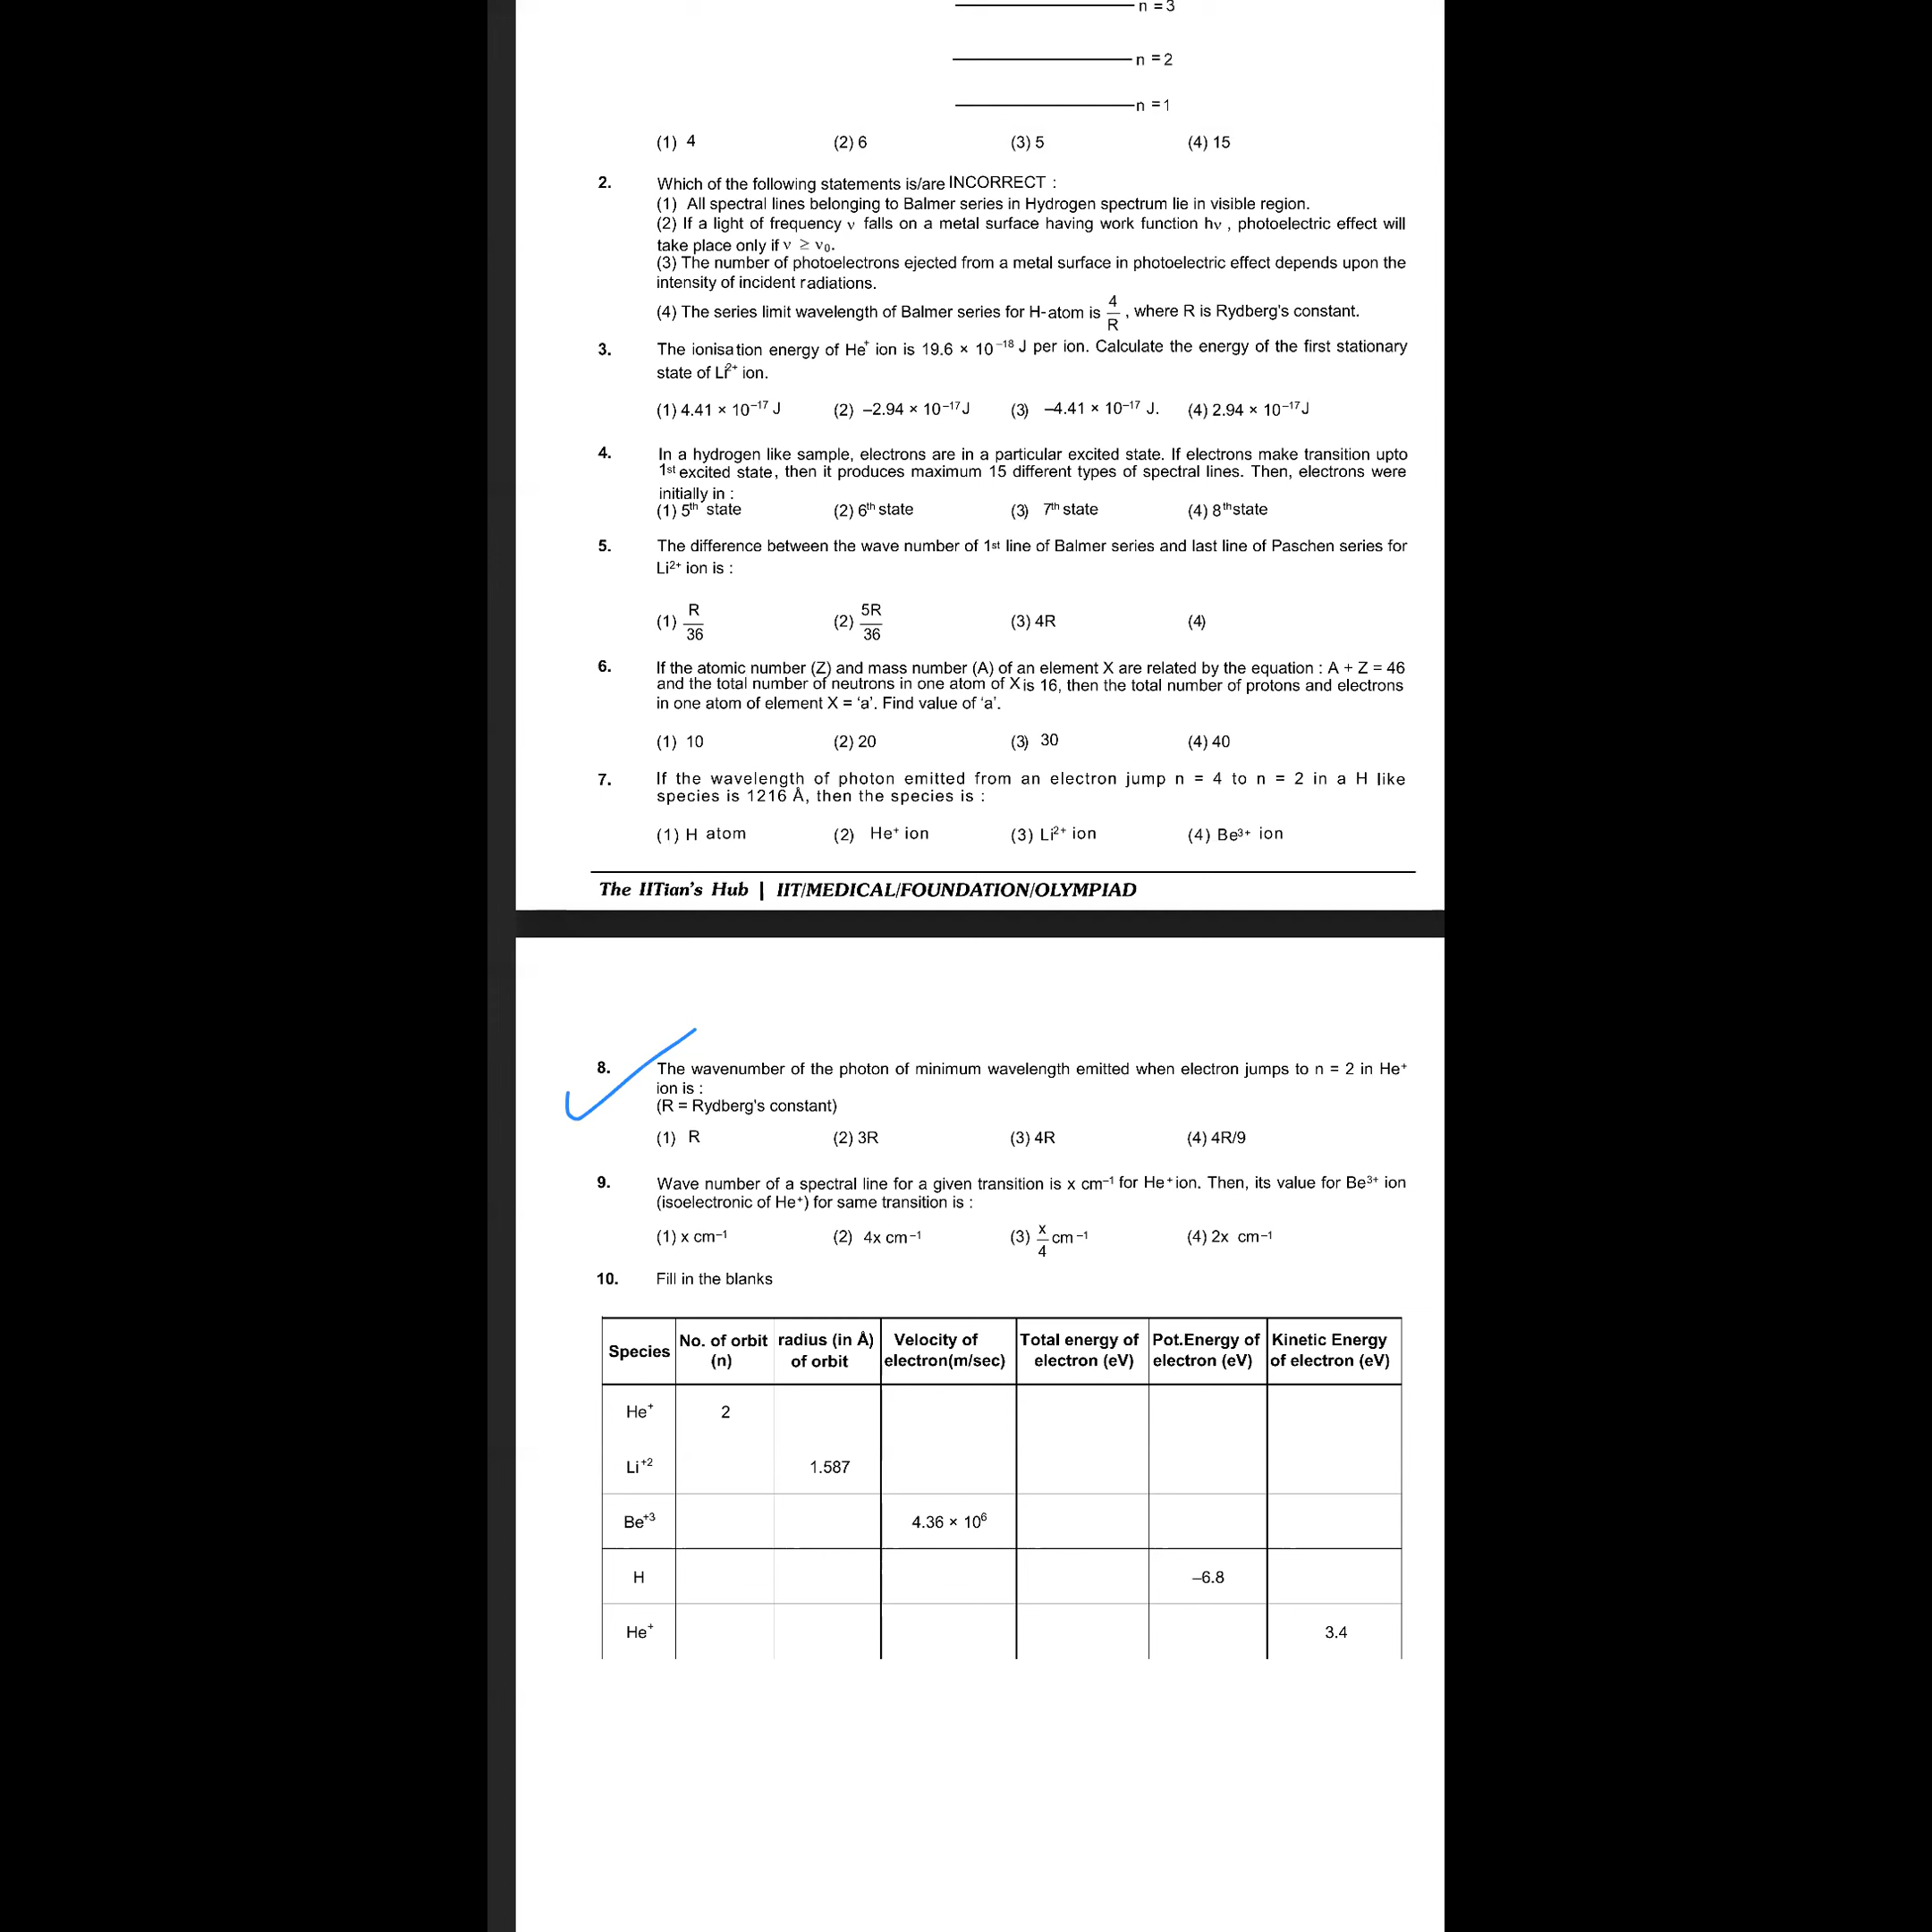 n = 3
n = 2
n = 1
(1) 4 (2) 6 (3) 5 (4) 15
2. Which of the following statements is/are INCORRECT :
(1) All spectral lines belonging to Balmer series in Hydrogen spectrum lie in visible region.
(2) If a light of frequency ν falls on a metal surface having work function hν , photoelectric effect will
take place only if ν ≥ ν₀.
(3) The number of photoelectrons ejected from a metal surface in photoelectric effect depends upon the
intensity of incident radiations.
(4) The series limit wavelength of Balmer series for H-atom is 4/R , where R is Rydberg's constant.
3. The ionisation energy of He⁺ ion is 19.6 × 10⁻¹⁸ J per ion. Calculate the energy of the first stationary
state of Li²⁺ ion.
(1) 4.41 × 10⁻¹⁷ J (2) –2.94 × 10⁻¹⁷J (3) –4.41 × 10⁻¹⁷ J. (4) 2.94 × 10⁻¹⁷J
4. In a hydrogen like sample, electrons are in a particular excited state. If electrons make transition upto
1st excited state, then it produces maximum 15 different types of spectral lines. Then, electrons were
initially in :
(1) 5th state (2) 6th state (3) 7th state (4) 8th state
5. The difference between the wave number of 1st line of Balmer series and last line of Paschen series for
Li²⁺ ion is :
(1) R/36 (2) 5R/36 (3) 4R (4)
6. If the atomic number (Z) and mass number (A) of an element X are related by the equation : A + Z = 46
and the total number of neutrons in one atom of X is 16, then the total number of protons and electrons
in one atom of element X = ‘a’. Find value of ‘a’.
(1) 10 (2) 20 (3) 30 (4) 40
7. If the wavelength of photon emitted from an electron jump n = 4 to n = 2 in a H like
species is 1216 Å, then the species is :
(1) H atom (2) He⁺ ion (3) Li²⁺ ion (4) Be³⁺ ion
The IITian's Hub | IIT/MEDICAL/FOUNDATION/OLYMPIAD
8. The wavenumber of the photon of minimum wavelength emitted when electron jumps to n = 2 in He⁺
ion is :
(R = Rydberg's constant)
(1) R (2) 3R (3) 4R (4) 4R/9
9. Wave number of a spectral line for a given transition is x cm⁻¹ for He⁺ ion. Then, its value for Be³⁺ ion
(isoelectronic of He⁺) for same transition is :
(1) x cm⁻¹ (2) 4x cm⁻¹ (3) x/4 cm⁻¹ (4) 2x cm⁻¹
10. Fill in the blanks
Species No. of orbit (n) radius (in Å) of orbit Velocity of electron(m/sec) Total energy of electron (eV) Pot.Energy of electron (eV) Kinetic Energy of electron (eV)
He⁺ 2
Li⁺² 1.587
Be⁺³ 4.36 × 10⁶
H –6.8
He⁺ 3.4